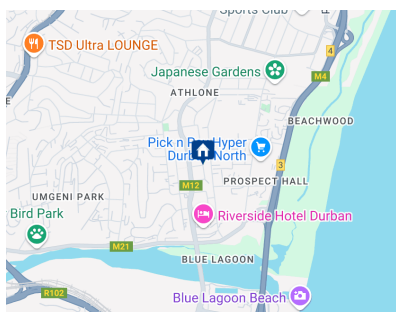 Sports Club
TSD Ultra LOUNGE
4
Japanese Gardens
M4
ATHLONE
BEACHWOOD
Pick n Pay Hyper
Durban North
3
M12
PROSPECT HALL
UMGENI PARK
Bird Park
Riverside Hotel Durban
M21
BLUE LAGOON
R102
Blue Lagoon Beach